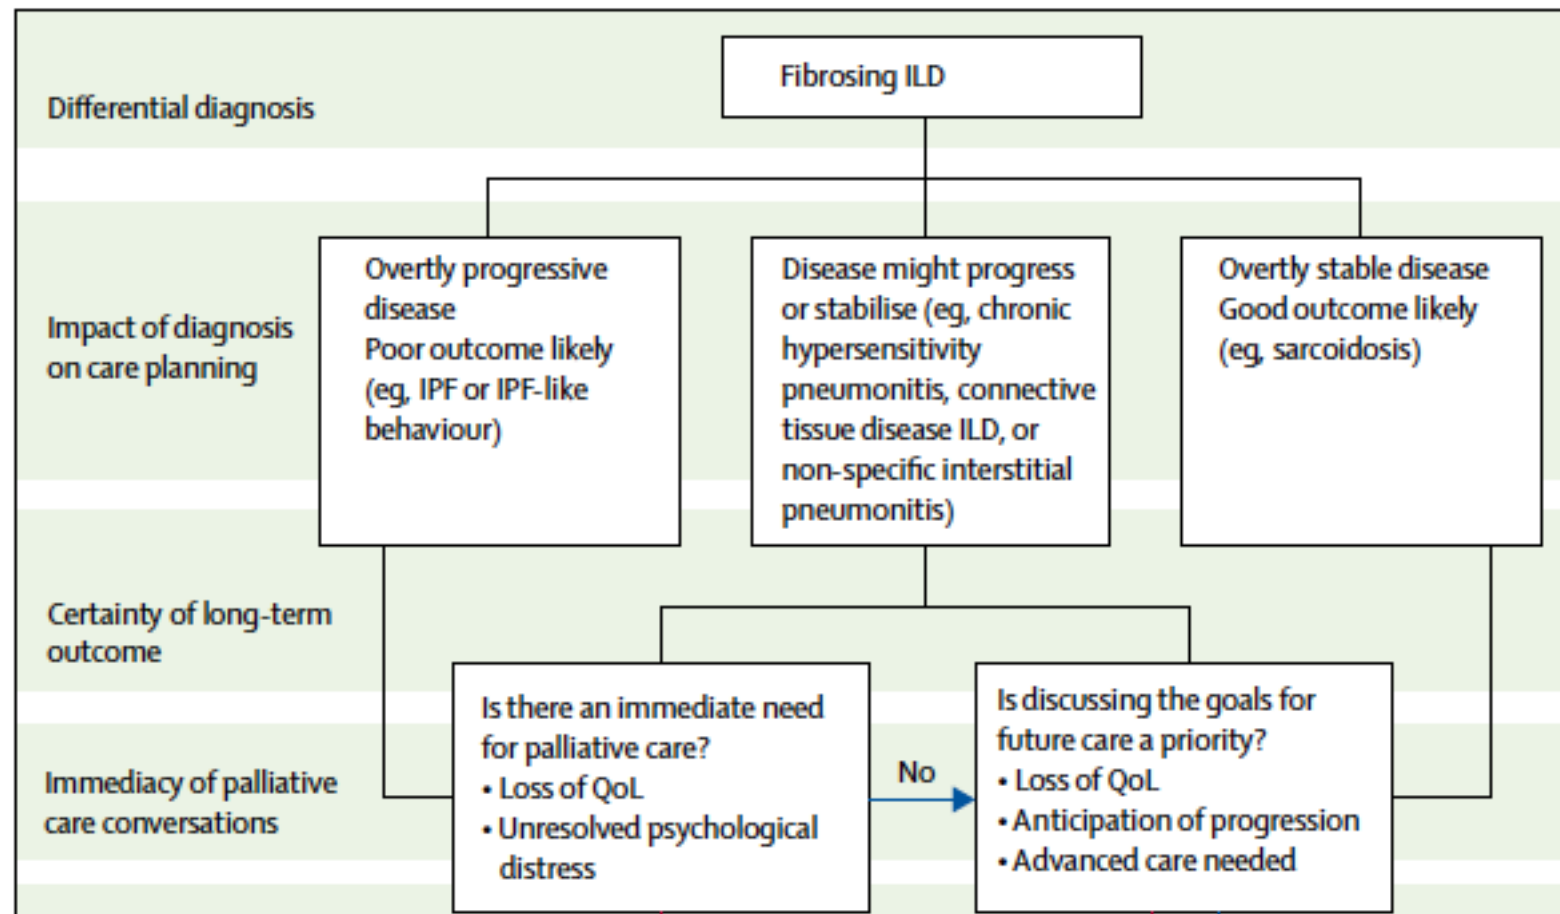 Differential diagnosis
Fibrosing ILD
Impact of diagnosis
on care planning
Overtly progressive
disease
Poor outcome likely
(eg, IPF or IPF-like
behaviour)
Disease might progress
or stabilise (eg, chronic
hypersensitivity
pneumonitis, connective
tissue disease ILD, or
non-specific interstitial
pneumonitis)
Overtly stable disease
Good outcome likely
(eg, sarcoidosis)
Certainty of long-term
outcome
Immediacy of palliative
care conversations
Is there an immediate need
for palliative care?
• Loss of QoL
• Unresolved psychological
distress
No
Is discussing the goals for
future care a priority?
• Loss of QoL
• Anticipation of progression
• Advanced care needed